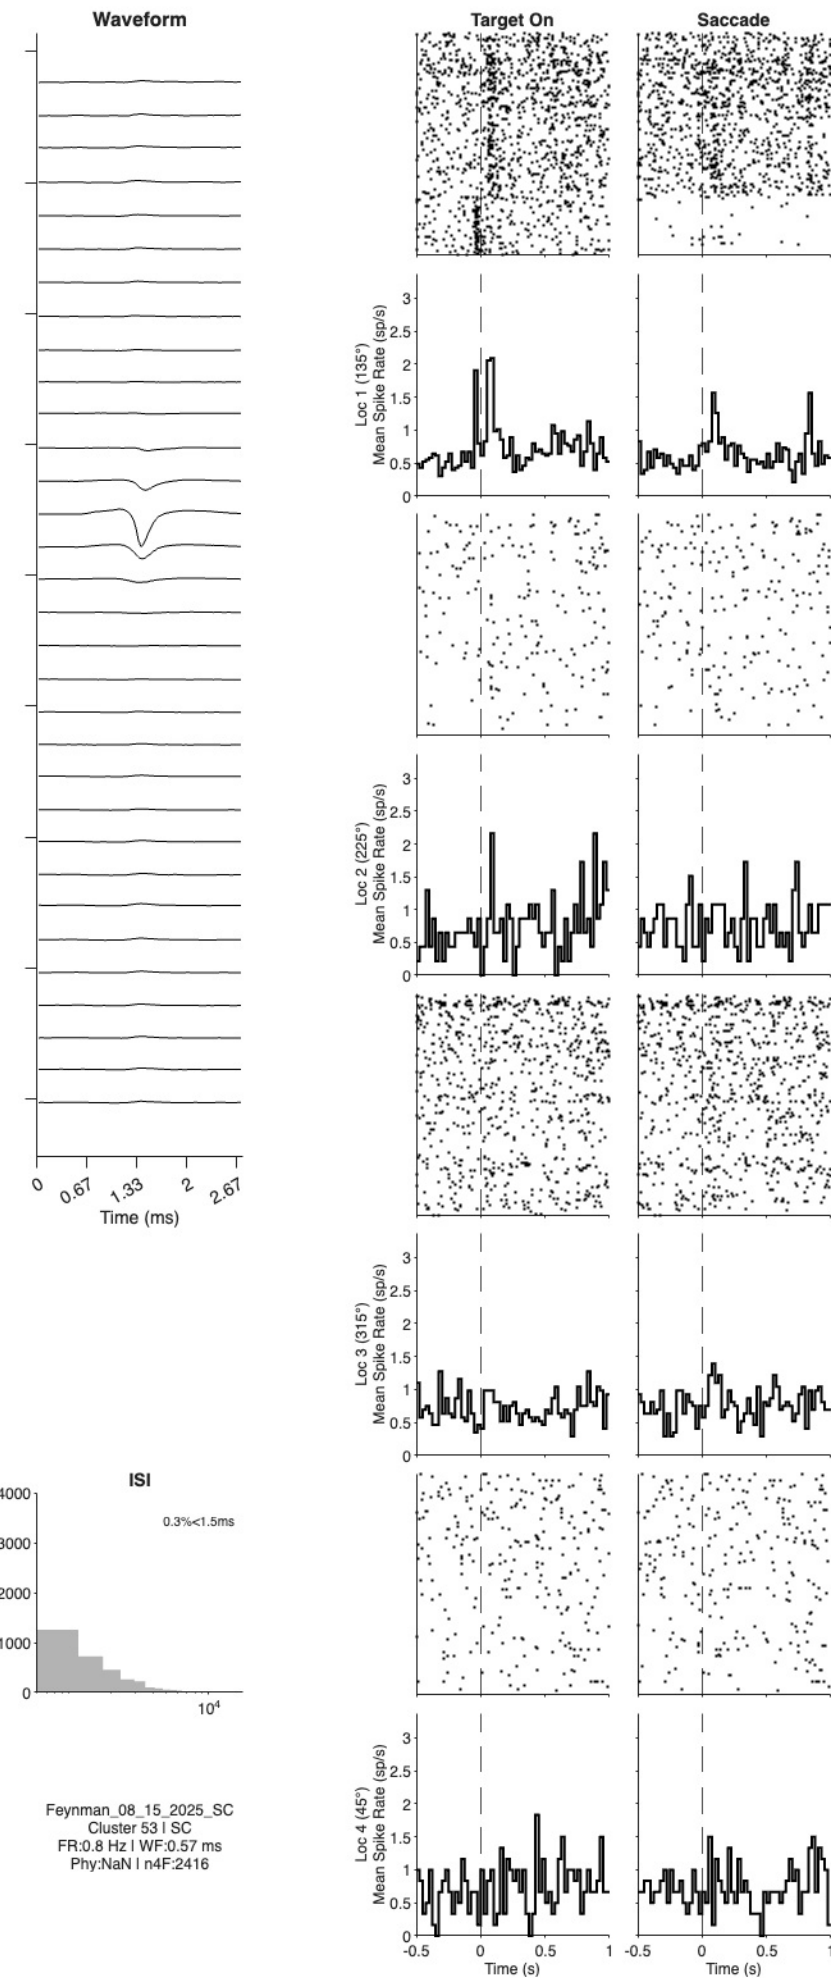 Waveform
0
0.67
1.33
2
2.67
Time (ms)
ISI
0.3%<1.5ms
4000
3000
2000
1000
0
10⁴
Feynman_08_15_2025_SC
Cluster 53 | SC
FR:0.8 Hz | WF:0.57 ms
Phy:NaN | n4F:2416
Target On
Saccade
Loc 1 (135°)
Mean Spike Rate (sp/s)
3
2.5
2
1.5
1
0.5
0
Loc 2 (225°)
Mean Spike Rate (sp/s)
3
2.5
2
1.5
1
0.5
0
Loc 3 (315°)
Mean Spike Rate (sp/s)
3
2.5
2
1.5
1
0.5
0
Loc 4 (45°)
Mean Spike Rate (sp/s)
3
2.5
2
1.5
1
0.5
0
-0.5 0 0.5 1
Time (s)
-0.5 0 0.5 1
Time (s)